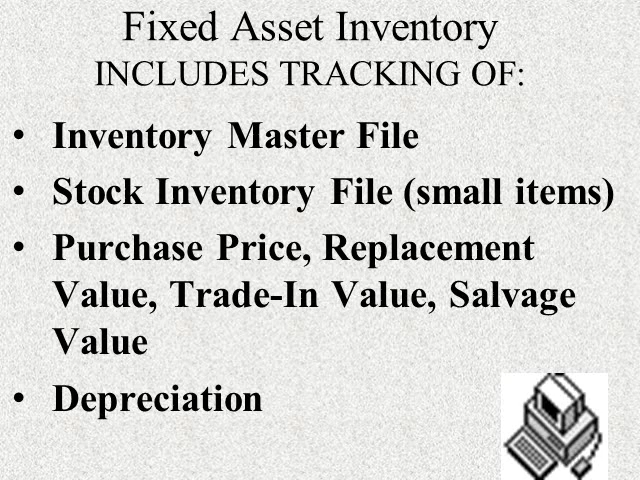 Fixed Asset Inventory
INCLUDES TRACKING OF:
• Inventory Master File
• Stock Inventory File (small items)
• Purchase Price, Replacement
Value, Trade-In Value, Salvage
Value
• Depreciation